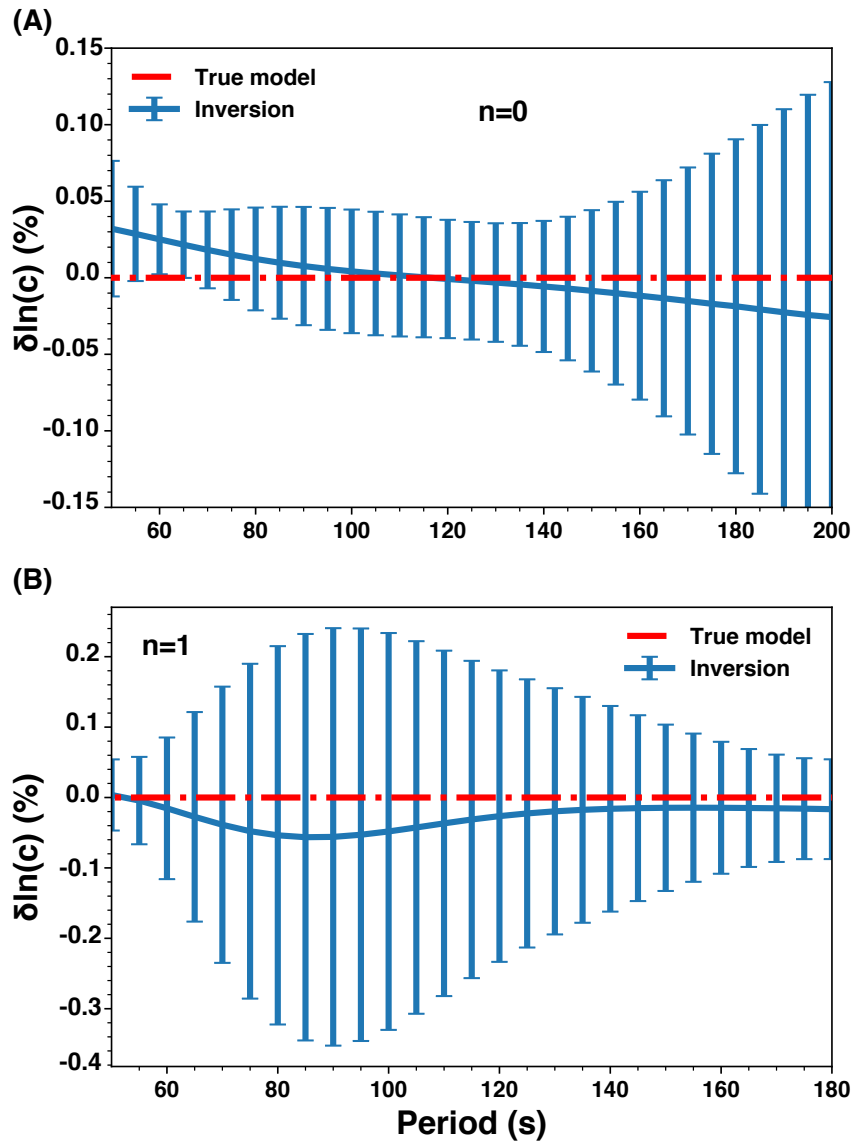 (A)
0.15
0.10
0.05
0.0
-0.05
-0.10
-0.15
δln(c) (%)
True model
Inversion
n=0
60 80 100 120 140 160 180 200
(B)
0.2
0.1
0.0
-0.1
-0.2
-0.3
-0.4
δln(c) (%)
n=1
True model
Inversion
60 80 100 120 140 160 180
Period (s)